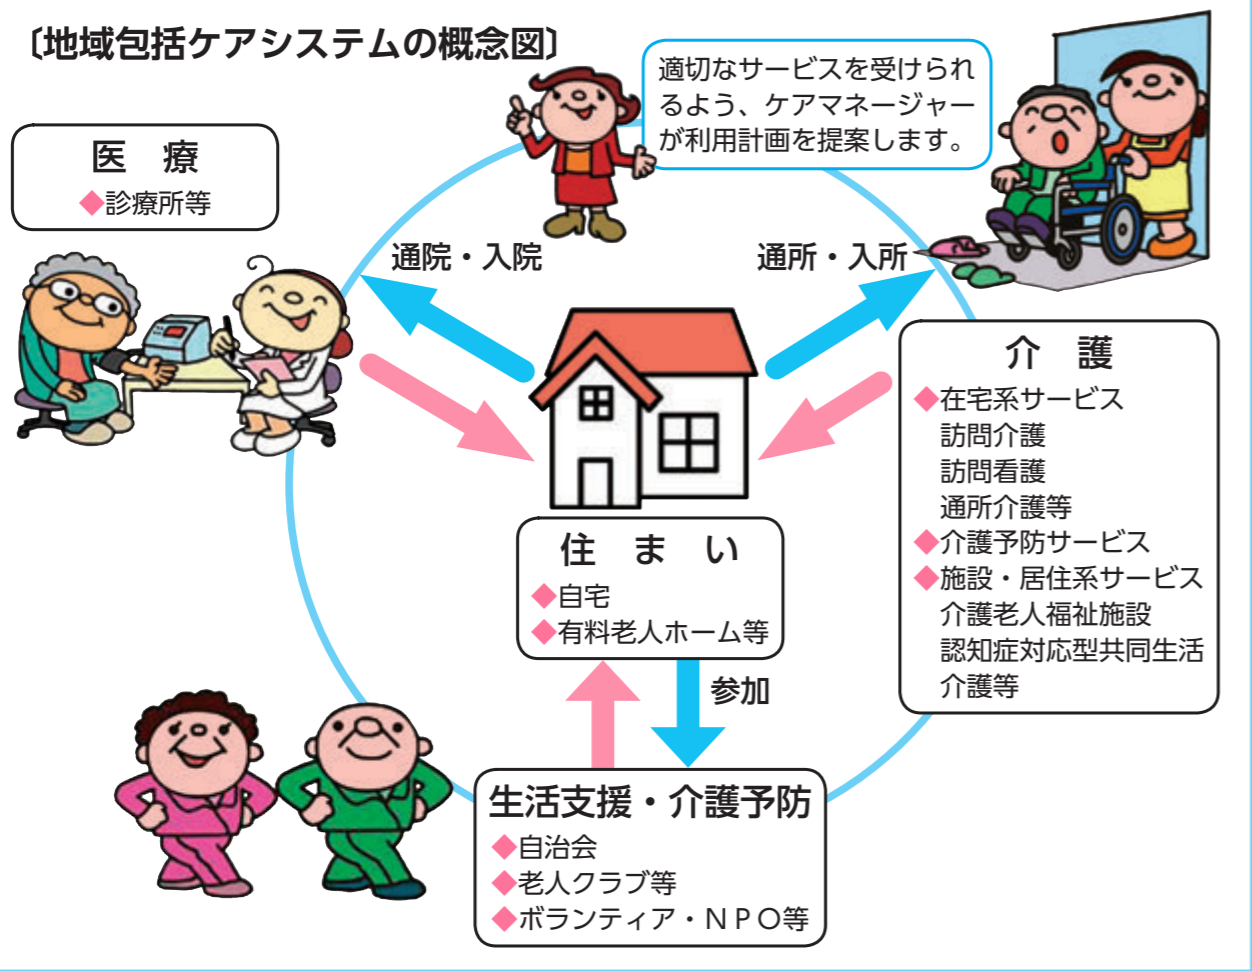 〔地域包括ケアシステムの概念図〕
適切なサービスを受けられ
るよう、ケアマネージャー
が利用計画を提案します。
医　療
◆診療所等
通院・入院
通所・入所
介　護
◆在宅系サービス
訪問介護
訪問看護
通所介護等
◆介護予防サービス
◆施設・居住系サービス
介護老人福祉施設
認知症対応型共同生活
介護等
住　ま　い
◆自宅
◆有料老人ホーム等
参加
生活支援・介護予防
◆自治会
◆老人クラブ等
◆ボランティア・ＮＰＯ等